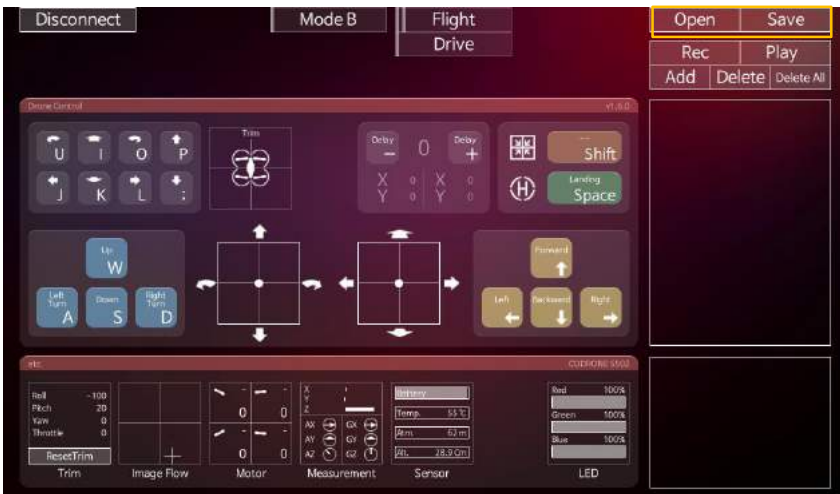 Disconnect
Mode B
Flight
Drive
Open
Save
Rec
Play
Add
Delete
Delete All
Drone Control
v1.6.0
U
I
O
P
J
K
L
;
Trim
Delay
−
0
Delay
+
X 0 X 0
Y 0 Y 0
Shift
H
Landing
Space
Up
W
Left Turn
A
Down
S
Right Turn
D
Forward
Left
Backward
Right
etc.
Roll -100
Pitch 20
Yaw 0
Throttle 0
ResetTrim
Trim
Image Flow
- -
0 0
- -
0 0
Motor
X
Y
Z
AX GX
AY GY
AZ GZ
Measurement
Battery
Temp. 55 ℃
Atm 62 m
Alt. 28.9 Cm
Sensor
Red 100%
Green 100%
Blue 100%
LED